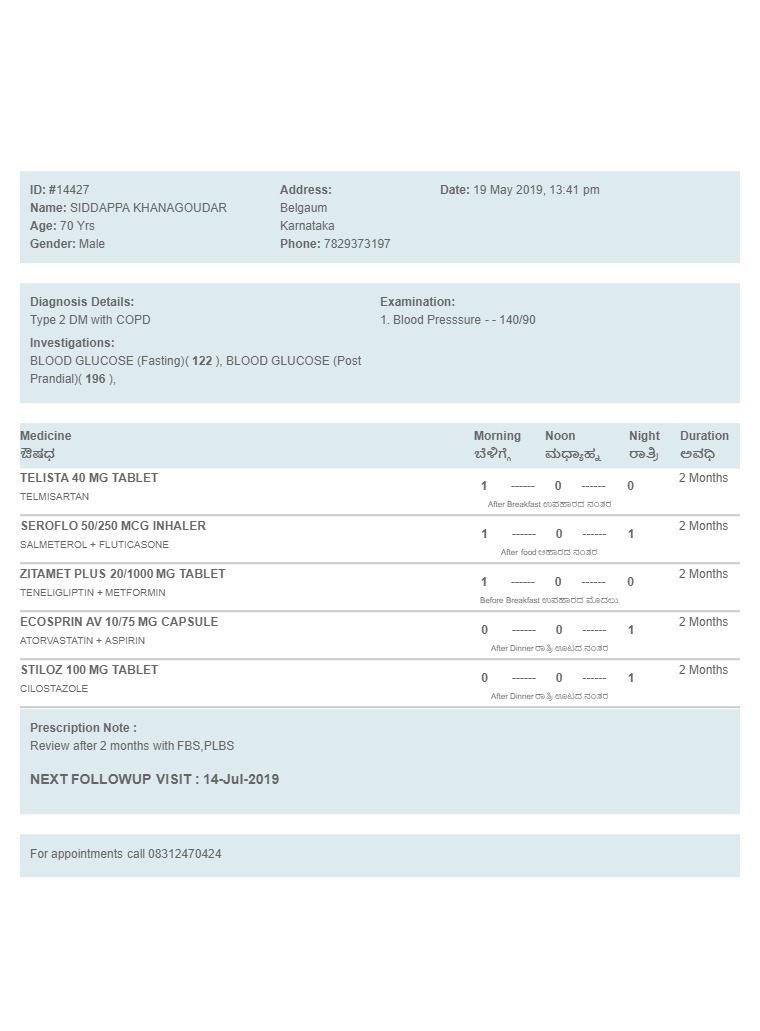 ID: #14427
Name: SIDDAPPA KHANAGOUDAR
Age: 70 Yrs
Gender: Male
Address:
Belgaum
Karnataka
Phone: 7829373197
Date: 19 May 2019, 13:41 pm
Diagnosis Details:
Type 2 DM with COPD
Investigations:
BLOOD GLUCOSE (Fasting)( 122 ), BLOOD GLUCOSE (Post
Prandial)( 196 ),
Examination:
1. Blood Presssure - - 140/90
Medicine Morning Noon Night Duration
ಔಷಧ ಬೆಳಿಗ್ಗೆ ಮಧ್ಯಾಹ್ನ ರಾತ್ರಿ ಅವಧಿ
TELISTA 40 MG TABLET 1 ------ 0 ------ 0 2 Months
TELMISARTAN After Breakfast ಉಪಹಾರದ ನಂತರ
SEROFLO 50/250 MCG INHALER 1 ------ 0 ------ 1 2 Months
SALMETEROL + FLUTICASONE After food ಆಹಾರದ ನಂತರ
ZITAMET PLUS 20/1000 MG TABLET 1 ------ 0 ------ 0 2 Months
TENELIGLIPTIN + METFORMIN Before Breakfast ಉಪಹಾರದ ಮೊದಲು
ECOSPRIN AV 10/75 MG CAPSULE 0 ------ 0 ------ 1 2 Months
ATORVASTATIN + ASPIRIN After Dinner ರಾತ್ರಿ ಊಟದ ನಂತರ
STILOZ 100 MG TABLET 0 ------ 0 ------ 1 2 Months
CILOSTAZOLE After Dinner ರಾತ್ರಿ ಊಟದ ನಂತರ
Prescription Note :
Review after 2 months with FBS,PLBS
NEXT FOLLOWUP VISIT : 14-Jul-2019
For appointments call 08312470424